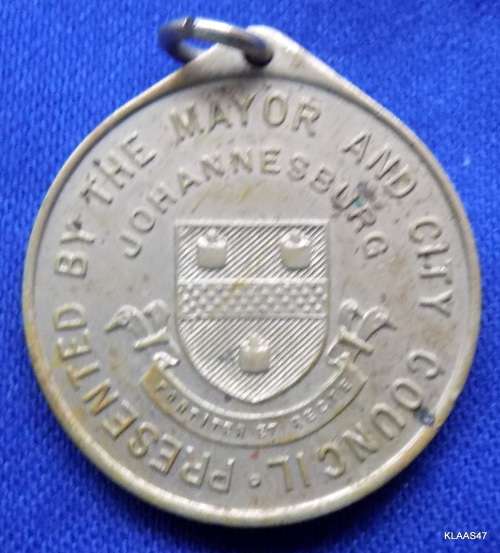 PRESENTED BY THE MAYOR AND CITY COUNCIL.
JOHANNESBURG
FORTITER ET RECTE
KLAAS47